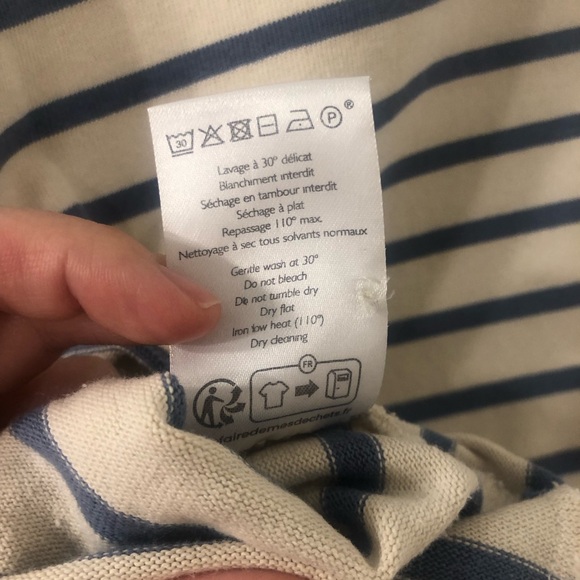 30 P ®
Lavage à 30° délicat
Blanchiment interdit
Séchage en tambour interdit
Séchage à plat
Repassage 110° max.
Nettoyage à sec tous solvants normaux
Gentle wash at 30°
Do not bleach
Do not tumble dry
Dry flat
Iron low heat (110°)
Dry cleaning
FR
fairedemesdechets.fr